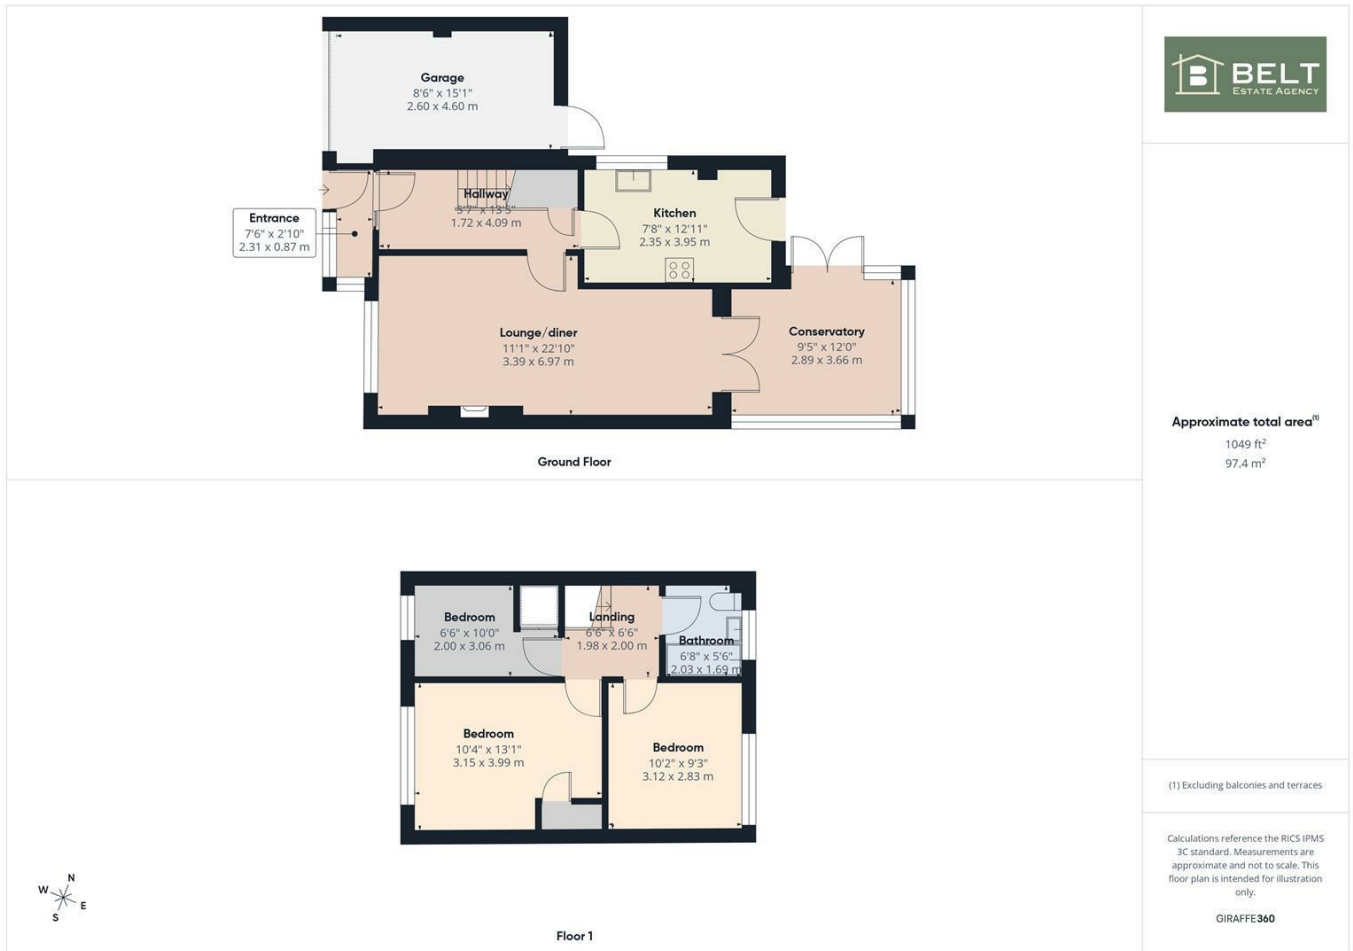 Garage
8'6" x 15'1"
2.60 x 4.60 m
Hallway
5'7" x 13'5"
1.72 x 4.09 m
Entrance
7'6" x 2'10"
2.31 x 0.87 m
Kitchen
7'8" x 12'11"
2.35 x 3.95 m
Lounge/diner
11'1" x 22'10"
3.39 x 6.97 m
Conservatory
9'5" x 12'0"
2.89 x 3.66 m
Ground Floor
Bedroom
6'6" x 10'0"
2.00 x 3.06 m
Landing
6'6" x 6'6"
1.98 x 2.00 m
Bathroom
6'8" x 5'6"
2.03 x 1.69 m
Bedroom
10'4" x 13'1"
3.15 x 3.99 m
Bedroom
10'2" x 9'3"
3.12 x 2.83 m
N
W
E
S
Floor 1
B BELT
ESTATE AGENCY
Approximate total area(1)
1049 ft²
97.4 m²
(1) Excluding balconies and terraces
Calculations reference the RICS IPMS
3C standard. Measurements are
approximate and not to scale. This
floor plan is intended for illustration
only.
GIRAFFE360